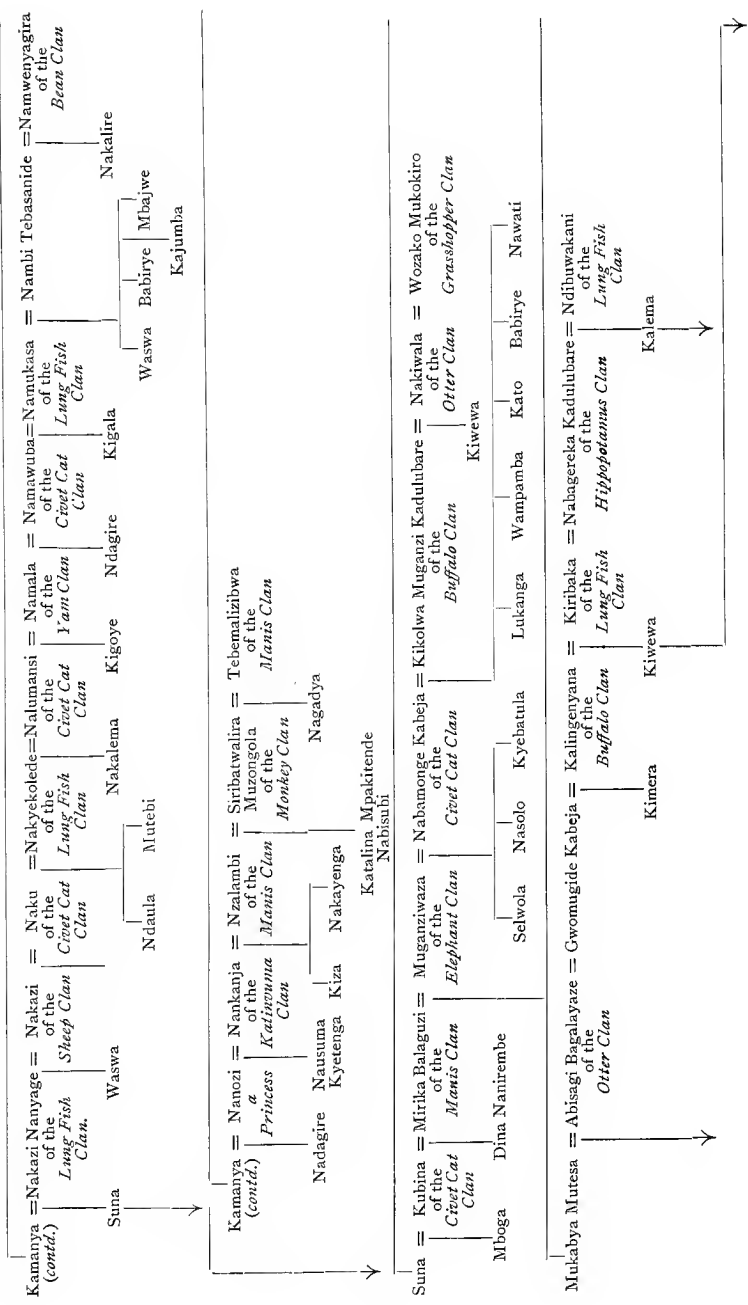 Kamanya =Nakazi Nanyage = Nakazi = Naku =Nakyekolede=Nalumansi = Namala = Namawuba=Namukasa = Nambi Tebasanide =Namwenyagira
(contd.) of the of the of the of the of the of the of the of the of the
Lung Fish Sheep Clan Civet Cat Lung Fish Civet Cat Yam Clan Civet Cat Lung Fish Bean Clan
Clan. Clan Clan Clan Clan Clan
Suna Waswa Nakalema Kigoye Ndagire Kigala Nakalire
Ndaula Mutebi
Waswa Babirye Mbajwe
Kajumba
Kamanya = Nanozi = Nankanja = Nzalambi = Siribatwalira = Tebemalizibwa
(contd.) a of the of the Muzongola of the
Princess Katinvuma Manis Clan of the Manis Clan
Clan Monkey Clan
Nadagire Nausuma Nagadya
Kyetenga
Kiza Nakayenga
Katalina Mpakitende
Nabisubi
Suna = Kubina = Mirika Balaguzi = Muganziwaza = Nabamonge Kabeja = Kikolwa Muganzi Kadulubare = Nakiwala = Wozako Mukokiro
of the of the of the of the of the of the of the
Civet Cat Manis Clan Elephant Clan Civet Cat Clan Buffalo Clan Otter Clan Grasshopper Clan
Clan
Mboga Dina Nanirembe Kiwewa
Selwola Nasolo Kyebatula Lukanga Wampamba Kato Babirye Nawati
Mukabya Mutesa = Abisagi Bagalayaze = Gwomugide Kabeja = Kalingenyana = Kiribaka = Nabagereka Kadulubare = Ndibuwakani
of the of the of the of the of the
Otter Clan Buffalo Clan Lung Fish Hippopotamus Clan Lung Fish
Clan Clan
Kimera Kiwewa Kalema